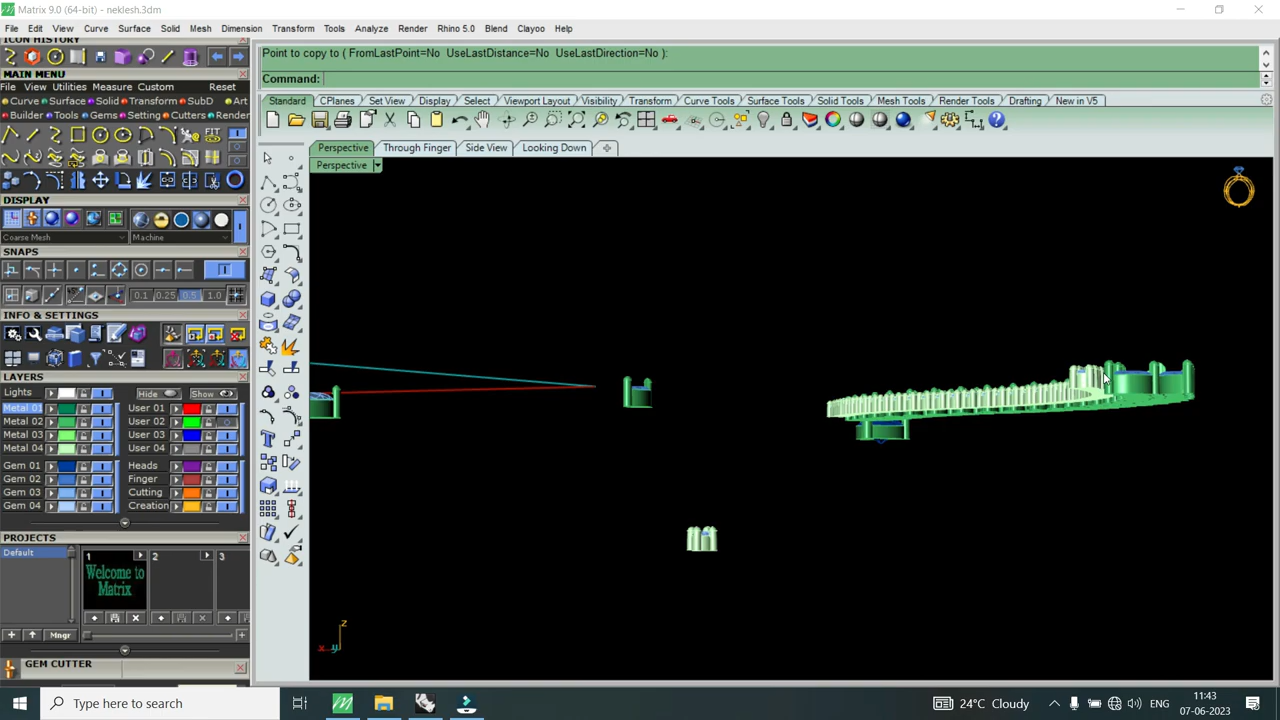 Matrix 9.0 (64-bit) - neklesh.3dm
File Edit View Curve Surface Solid Mesh Dimension Transform Tools Analyze Render Rhino 5.0 Blend Clayoo Help
ICON HISTORY
Point to copy to ( FromLastPoint=No UseLastDistance=No UseLastDirection=No ):
MAIN MENU
Command:
File View Utilities Measure Custom Reset
Curve Surface Solid Transform SubD Art
Builder Tools Gems Setting Cutters Render
Standard CPlanes Set View Display Select Viewport Layout Visibility Transform Curve Tools Surface Tools Solid Tools Mesh Tools Render Tools Drafting New in V5
FIT
Perspective Through Finger Side View Looking Down
Perspective
DISPLAY
Coarse Mesh Machine
SNAPS
0.1 0.25 0.5 1.0
INFO & SETTINGS
LAYERS
Lights Hide Show
Metal 01 User 01
Metal 02 User 02
Metal 03 User 03
Metal 04 User 04
Gem 01 Heads
Gem 02 Finger
Gem 03 Cutting
Gem 04 Creation
PROJECTS
Default 1 2 3
Welcome to
Matrix
Mngr
GEM CUTTER
z
x y
Type here to search
24°C Cloudy
ENG
11:43
07-06-2023